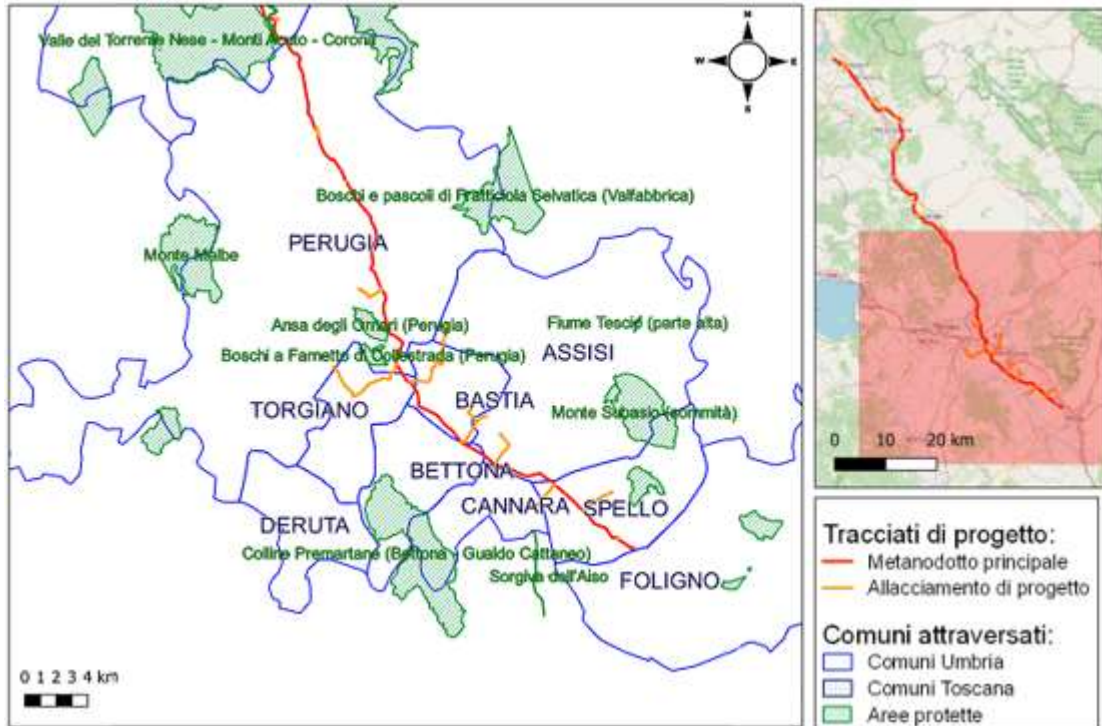 Valle del Torrente Nese - Monti Acuto - Corona
N
W
E
S
Boschi e pascoli di Fratticiola Selvatica (Valfabbrica)
PERUGIA
Monte Malbe
Ansa degli Ornari (Perugia)
Fiume Tescio (parte alta)
Boschi a Farnetto di Collestrada (Perugia)
ASSISI
BASTIA
TORGIANO
Monte Subasio (sommità)
BETTONA
CANNARA
SPELLO
DERUTA
Colline Premartane (Bettona - Gualdo Cattaneo)
Sorgiva dell'Aiso
FOLIGNO
0 1 2 3 4 km
0 10 20 km
Tracciati di progetto:
Metanodotto principale
Allacciamento di progetto
Comuni attraversati:
Comuni Umbria
Comuni Toscana
Aree protette